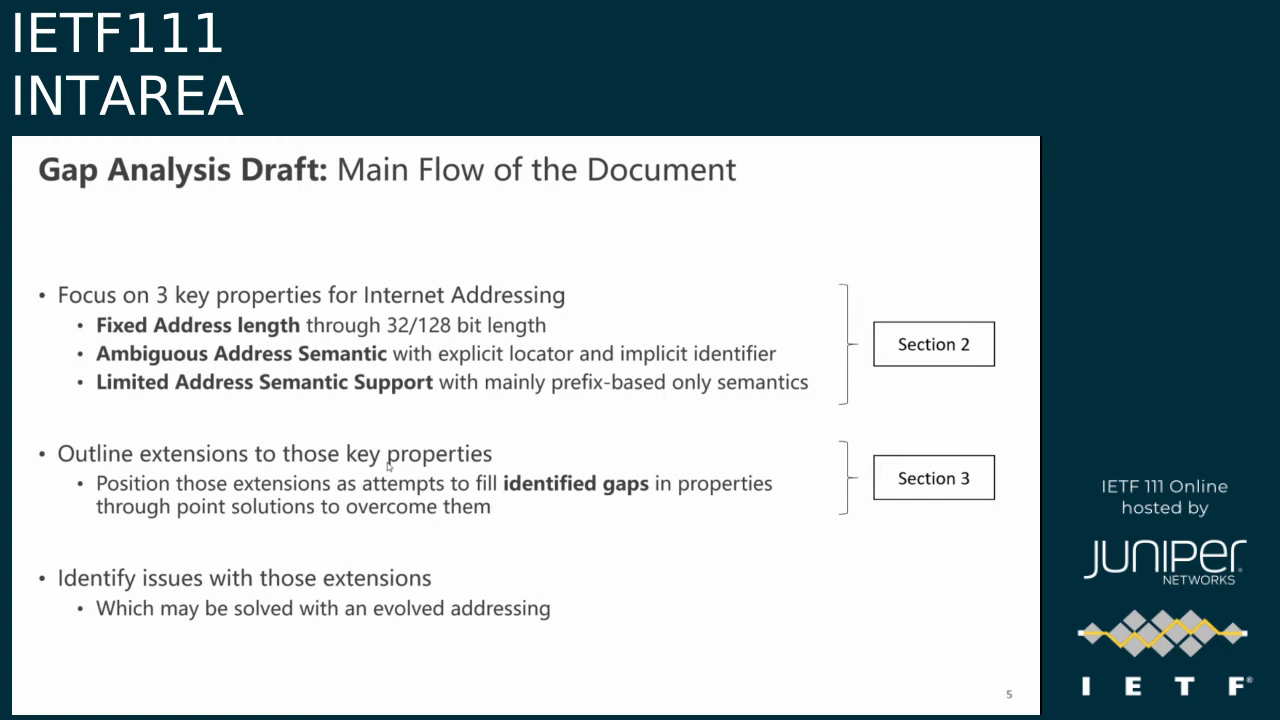 IETF111
INTAREA
Gap Analysis Draft: Main Flow of the Document
• Focus on 3 key properties for Internet Addressing
• Fixed Address length through 32/128 bit length
• Ambiguous Address Semantic with explicit locator and implicit identifier
• Limited Address Semantic Support with mainly prefix-based only semantics
Section 2
• Outline extensions to those key properties
• Position those extensions as attempts to fill identified gaps in properties
through point solutions to overcome them
Section 3
• Identify issues with those extensions
• Which may be solved with an evolved addressing
5
IETF 111 Online
hosted by
JUNIPER
NETWORKS
I E T F®